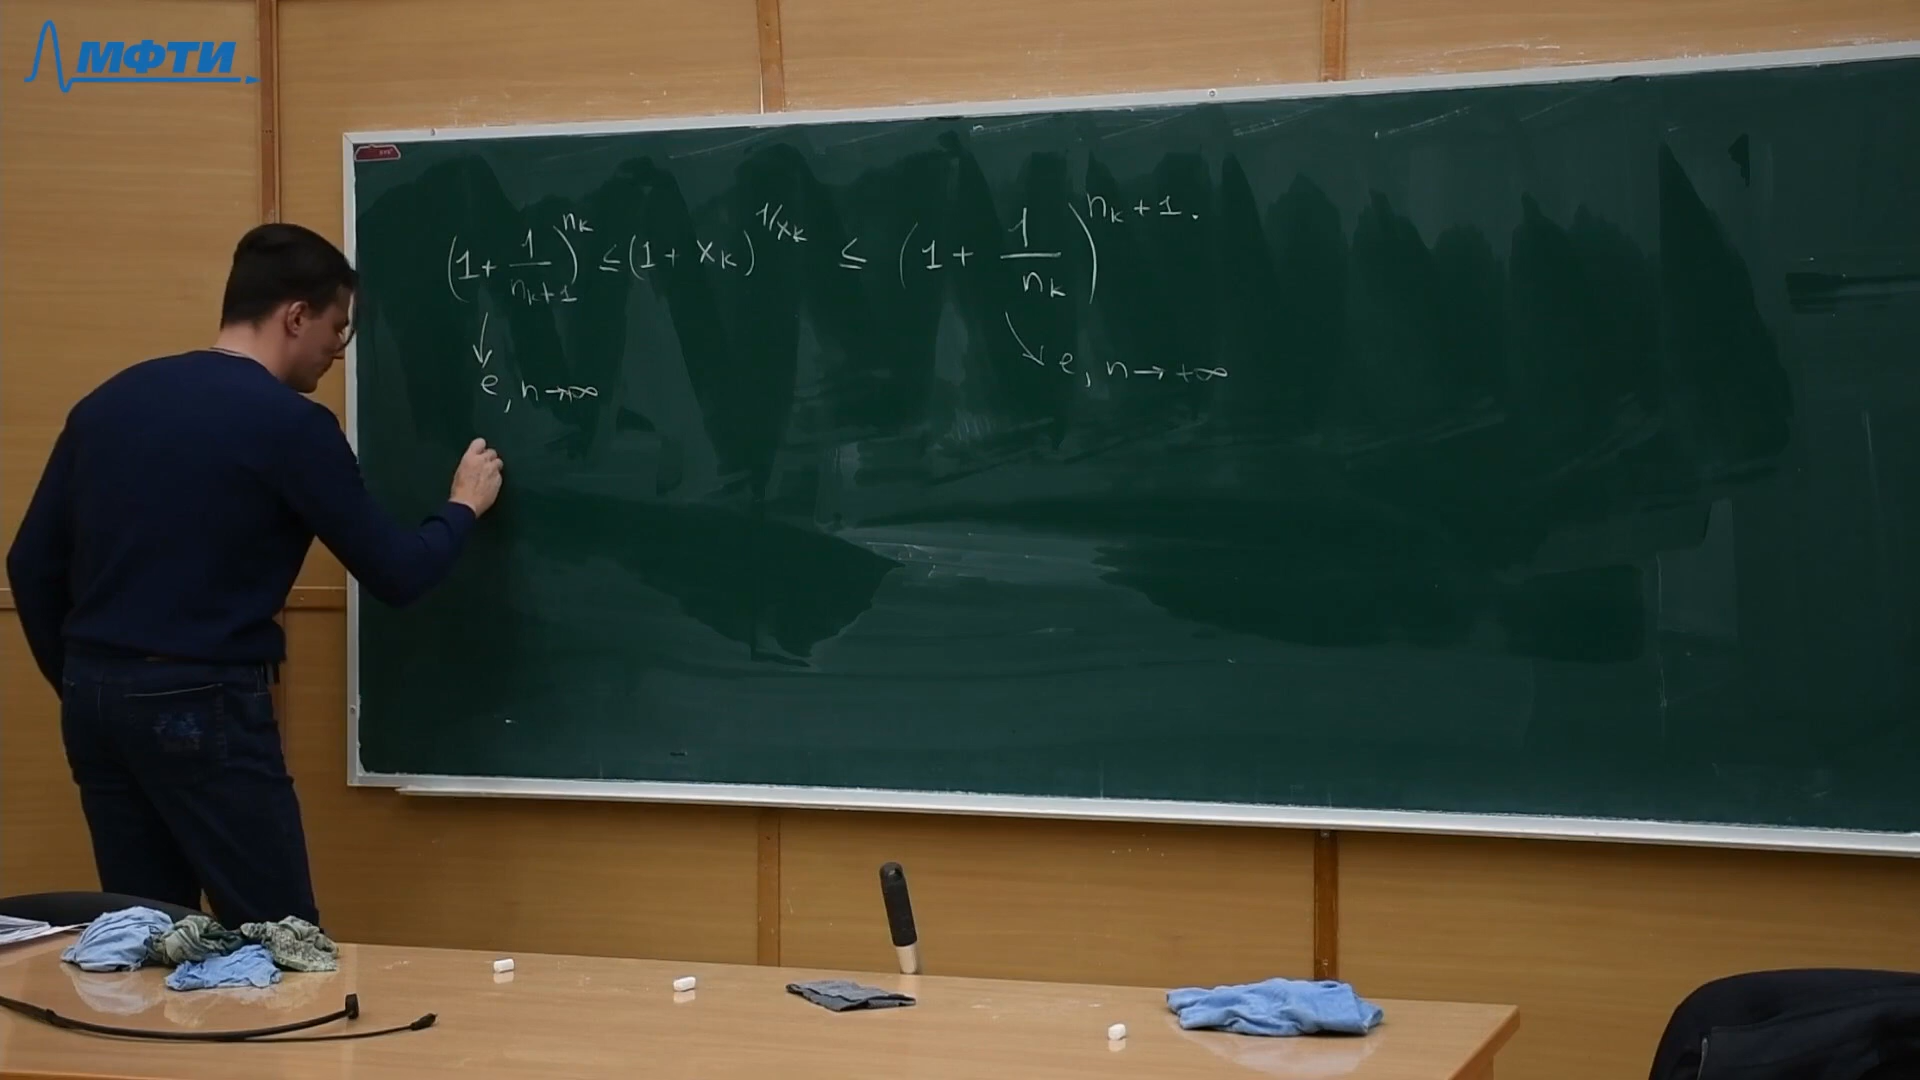 МФТИ
(1 + 1/(n_k+1))^{n_k} ≤ (1 + x_k)^{1/x_k} ≤ (1 + 1/n_k)^{n_k+1}.
e, n→+∞ e, n→+∞